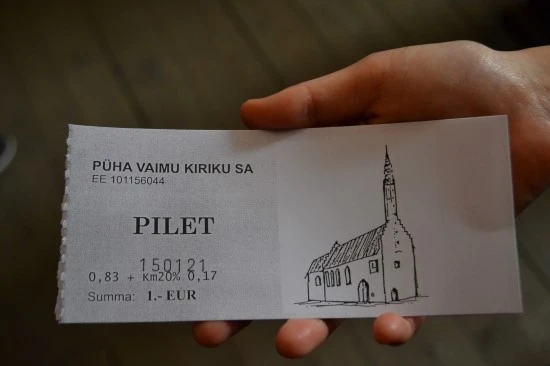 PÜHA VAIMU KIRIKU SA
EE 101156044
PILET
150121
0,83 + Km20% 0,17
Summa: 1.- EUR